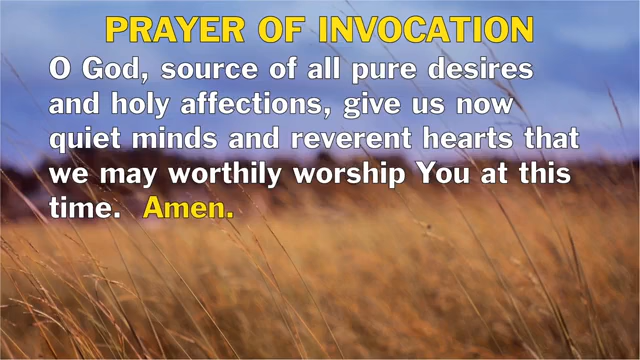 PRAYER OF INVOCATION
O God, source of all pure desires
and holy affections, give us now
quiet minds and reverent hearts that
we may worthily worship You at this
time.  Amen.